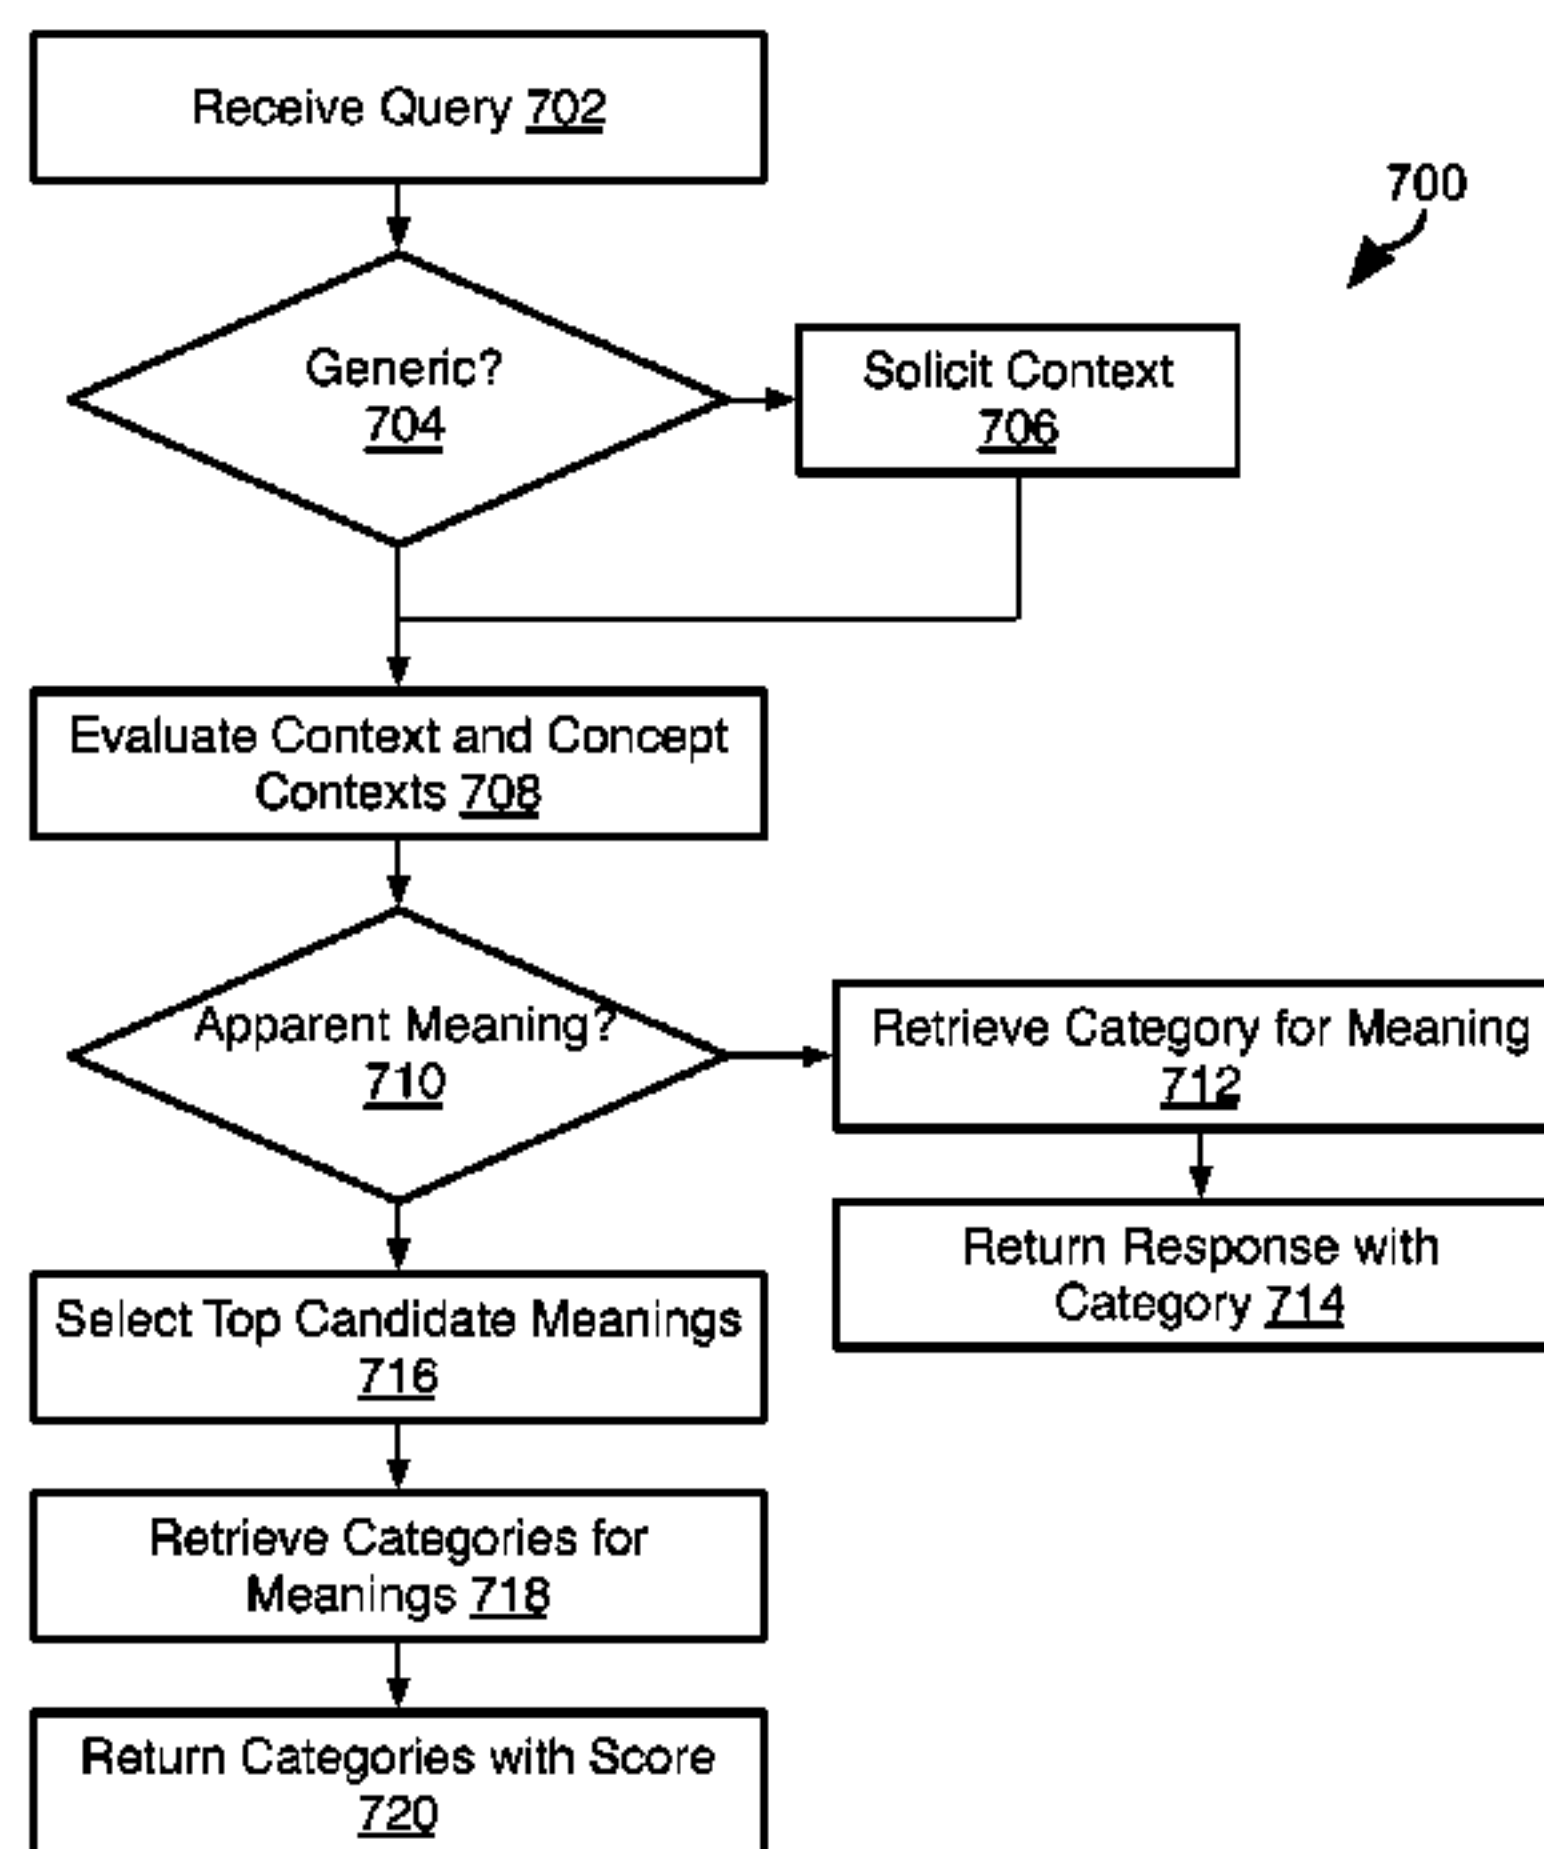 Receive Query 702
700
Generic?
704
Solicit Context
706
Evaluate Context and Concept
Contexts 708
Apparent Meaning?
710
Retrieve Category for Meaning
712
Return Response with
Category 714
Select Top Candidate Meanings
716
Retrieve Categories for
Meanings 718
Return Categories with Score
720